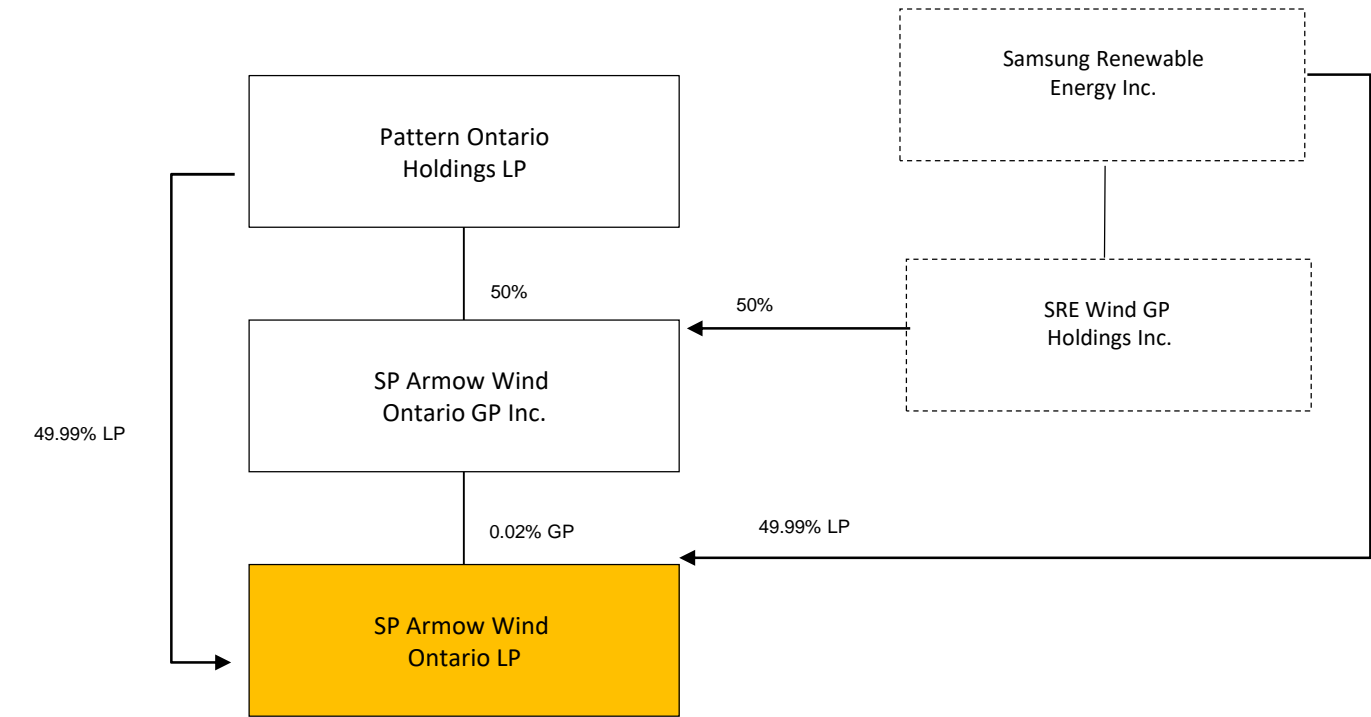 Samsung Renewable
Energy Inc.
Pattern Ontario
Holdings LP
50%
50%
SRE Wind GP
Holdings Inc.
SP Armow Wind
Ontario GP Inc.
49.99% LP
0.02% GP
49.99% LP
SP Armow Wind
Ontario LP